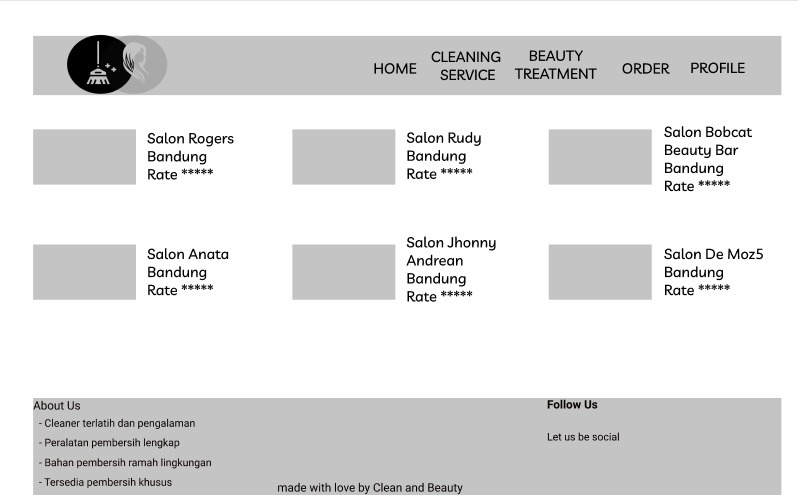 HOME
CLEANING
SERVICE
BEAUTY
TREATMENT
ORDER
PROFILE
Salon Rogers
Bandung
Rate *****
Salon Rudy
Bandung
Rate *****
Salon Bobcat
Beauty Bar
Bandung
Rate *****
Salon Anata
Bandung
Rate *****
Salon Jhonny
Andrean
Bandung
Rate *****
Salon De Moz5
Bandung
Rate *****
About Us
- Cleaner terlatih dan pengalaman
- Peralatan pembersih lengkap
- Bahan pembersih ramah lingkungan
- Tersedia pembersih khusus
Follow Us
Let us be social
made with love by Clean and Beauty